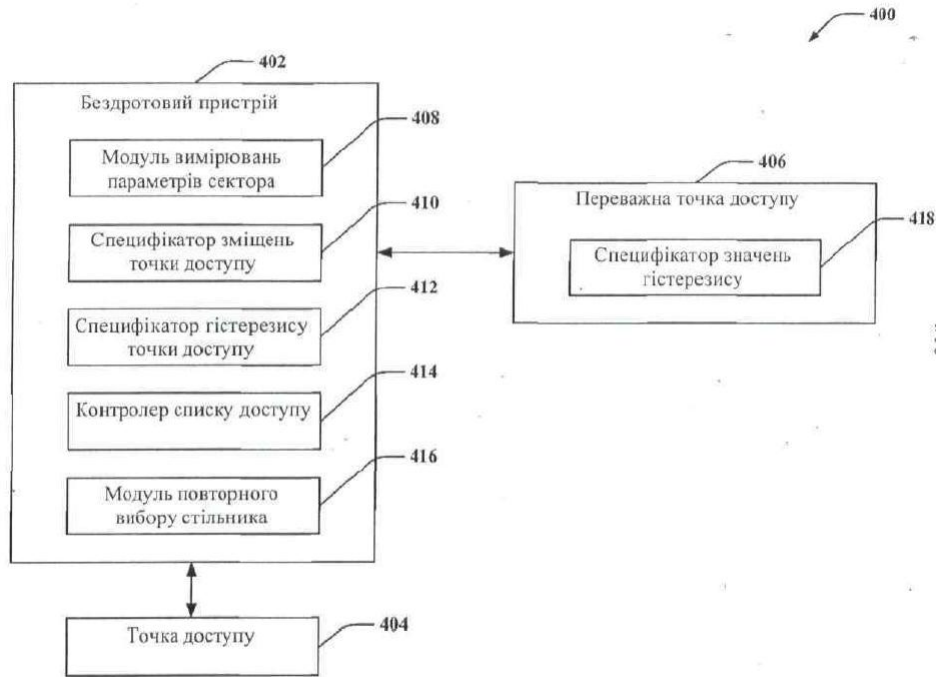 400
402
Бездротовий пристрій
408
Модуль вимірювань
параметрів сектора
410
Специфікатор зміщень
точки доступу
412
Специфікатор гістерезису
точки доступу
414
Контролер списку доступу
416
Модуль повторного
вибору стільника
406
Переважна точка доступу
418
Специфікатор значень
гістерезису
Точка доступу
404